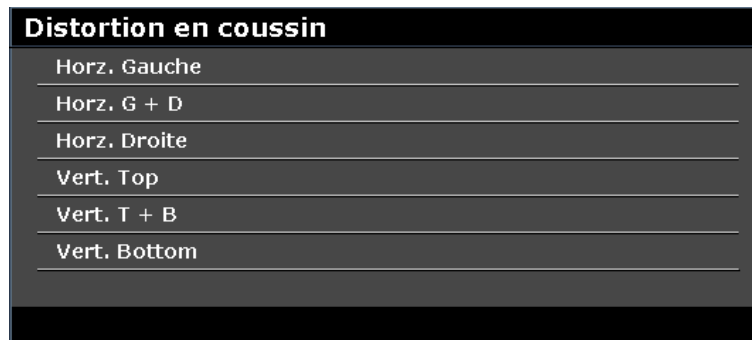 Distortion en coussin
Horz. Gauche
Horz. G + D
Horz. Droite
Vert. Top
Vert. T + B
Vert. Bottom